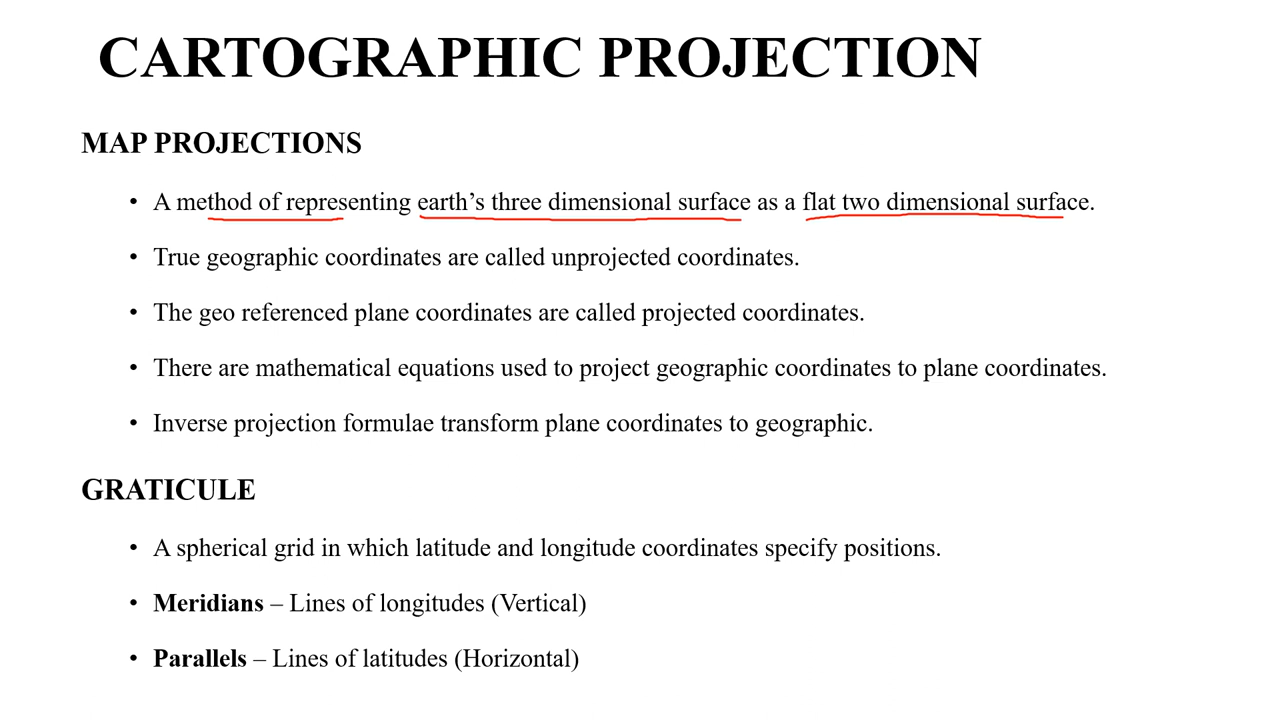 CARTOGRAPHIC PROJECTION
MAP PROJECTIONS
• A method of representing earth's three dimensional surface as a flat two dimensional surface.
• True geographic coordinates are called unprojected coordinates.
• The geo referenced plane coordinates are called projected coordinates.
• There are mathematical equations used to project geographic coordinates to plane coordinates.
• Inverse projection formulae transform plane coordinates to geographic.
GRATICULE
• A spherical grid in which latitude and longitude coordinates specify positions.
• Meridians – Lines of longitudes (Vertical)
• Parallels – Lines of latitudes (Horizontal)